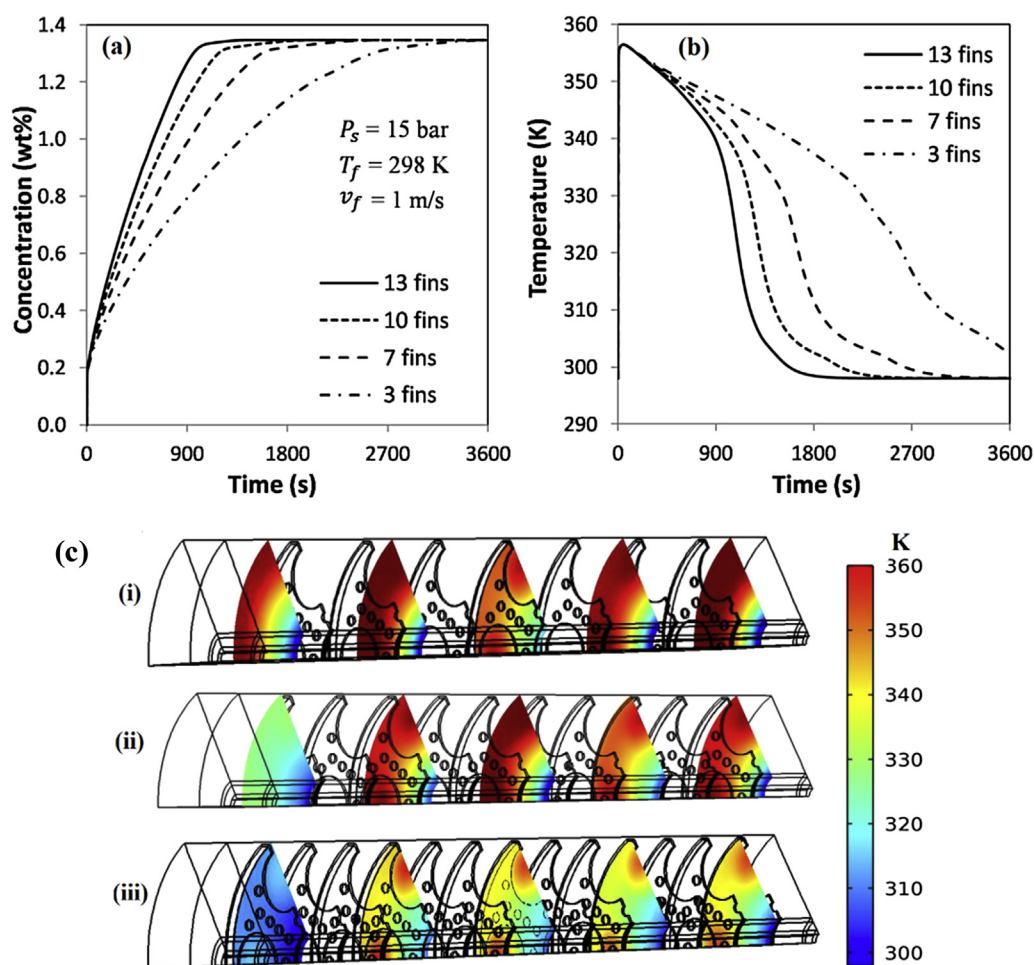 (a)
Concentration (wt%)
1.4
1.2
1.0
0.8
0.6
0.4
0.2
0.0
P_s = 15 bar
T_f = 298 K
v_f = 1 m/s
13 fins
10 fins
7 fins
3 fins
0 900 1800 2700 3600
Time (s)
(b)
Temperature (K)
360
350
340
330
320
310
300
290
13 fins
10 fins
7 fins
3 fins
0 900 1800 2700 3600
Time (s)
(c)
(i)
(ii)
(iii)
K
360
350
340
330
320
310
300